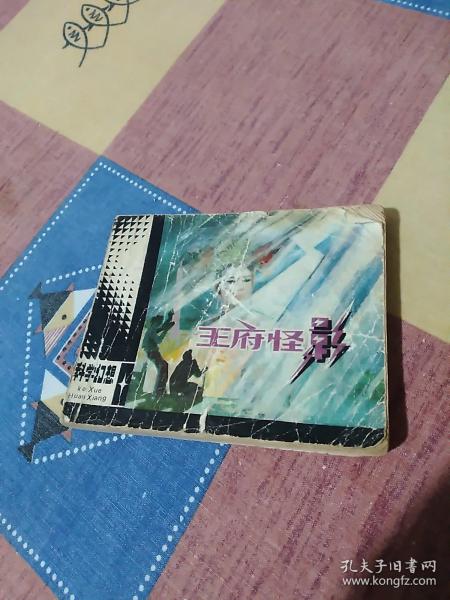 王府怪影
科学幻想
Ke Xue
Huan Xiang
孔夫子旧书网
www.kongfz.com